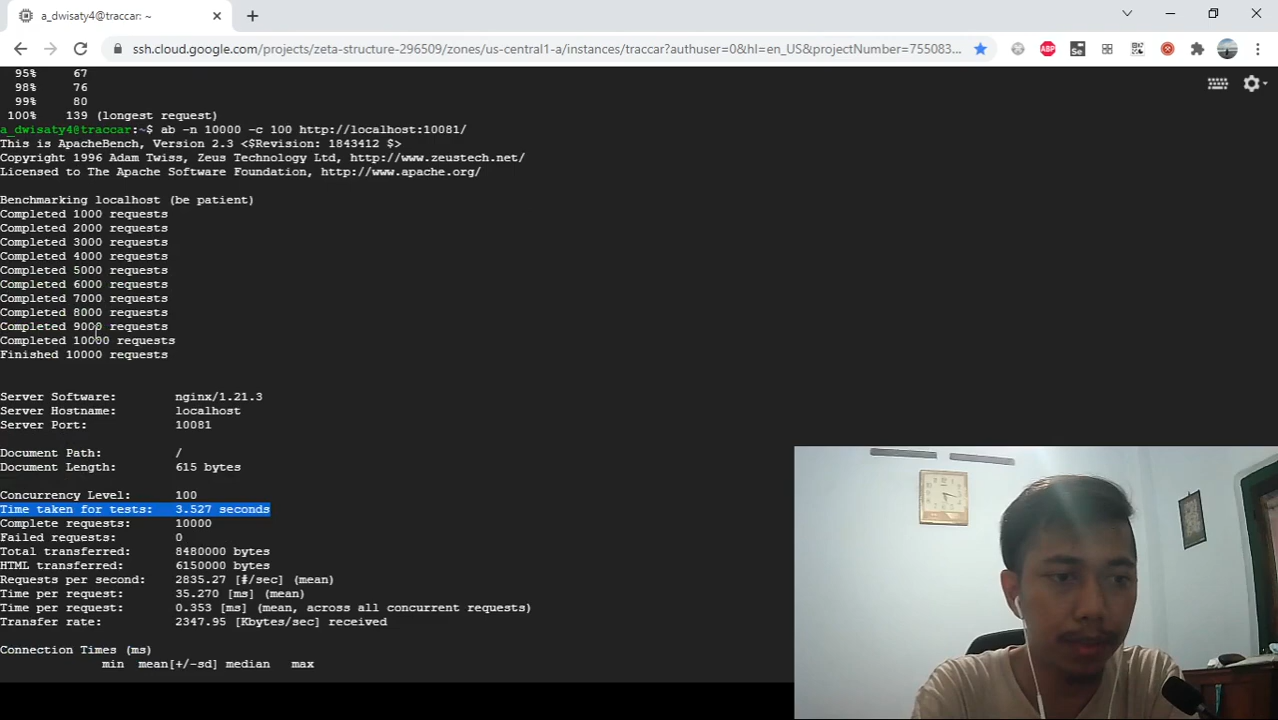 a_dwisaty4@traccar: ~
ssh.cloud.google.com/projects/zeta-structure-296509/zones/us-central1-a/instances/traccar?authuser=0&hl=en_US&projectNumber=755083...
ABP
Se
95% 67
98% 76
99% 80
100% 139 (longest request)
a_dwisaty4@traccar:~$ ab -n 10000 -c 100 http://localhost:10081/
This is ApacheBench, Version 2.3 <$Revision: 1843412 $>
Copyright 1996 Adam Twiss, Zeus Technology Ltd, http://www.zeustech.net/
Licensed to The Apache Software Foundation, http://www.apache.org/
Benchmarking localhost (be patient)
Completed 1000 requests
Completed 2000 requests
Completed 3000 requests
Completed 4000 requests
Completed 5000 requests
Completed 6000 requests
Completed 7000 requests
Completed 8000 requests
Completed 9000 requests
Completed 10000 requests
Finished 10000 requests
Server Software: nginx/1.21.3
Server Hostname: localhost
Server Port: 10081
Document Path: /
Document Length: 615 bytes
Concurrency Level: 100
Time taken for tests: 3.527 seconds
Complete requests: 10000
Failed requests: 0
Total transferred: 8480000 bytes
HTML transferred: 6150000 bytes
Requests per second: 2835.27 [#/sec] (mean)
Time per request: 35.270 [ms] (mean)
Time per request: 0.353 [ms] (mean, across all concurrent requests)
Transfer rate: 2347.95 [Kbytes/sec] received
Connection Times (ms)
min mean[+/-sd] median max